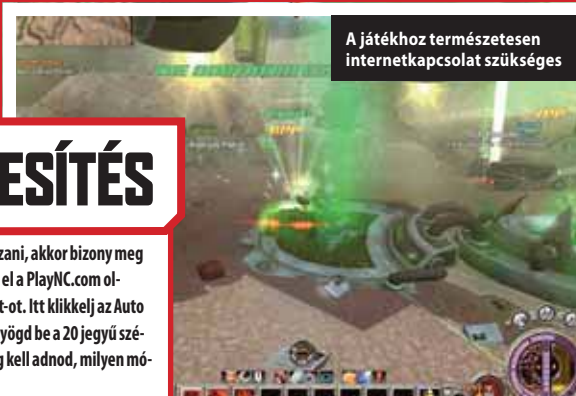 A játékhoz természetesen
internetkapcsolat szükséges
ESÍTÉS
zani, akkor bizony meg
el a PlayNC.com ol-
t-ot. Itt klikkelj az Auto
yögd be a 20 jegyű szé-
g kell adnod, milyen mó-